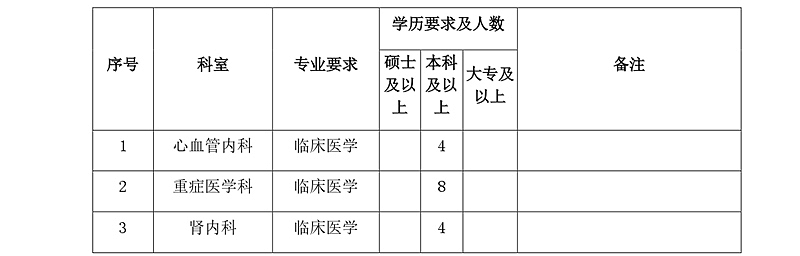 序号 科室 专业要求 学历要求及人数 备注
硕士及以上 本科及以上 大专及以上
1 心血管内科 临床医学 4
2 重症医学科 临床医学 8
3 肾内科 临床医学 4